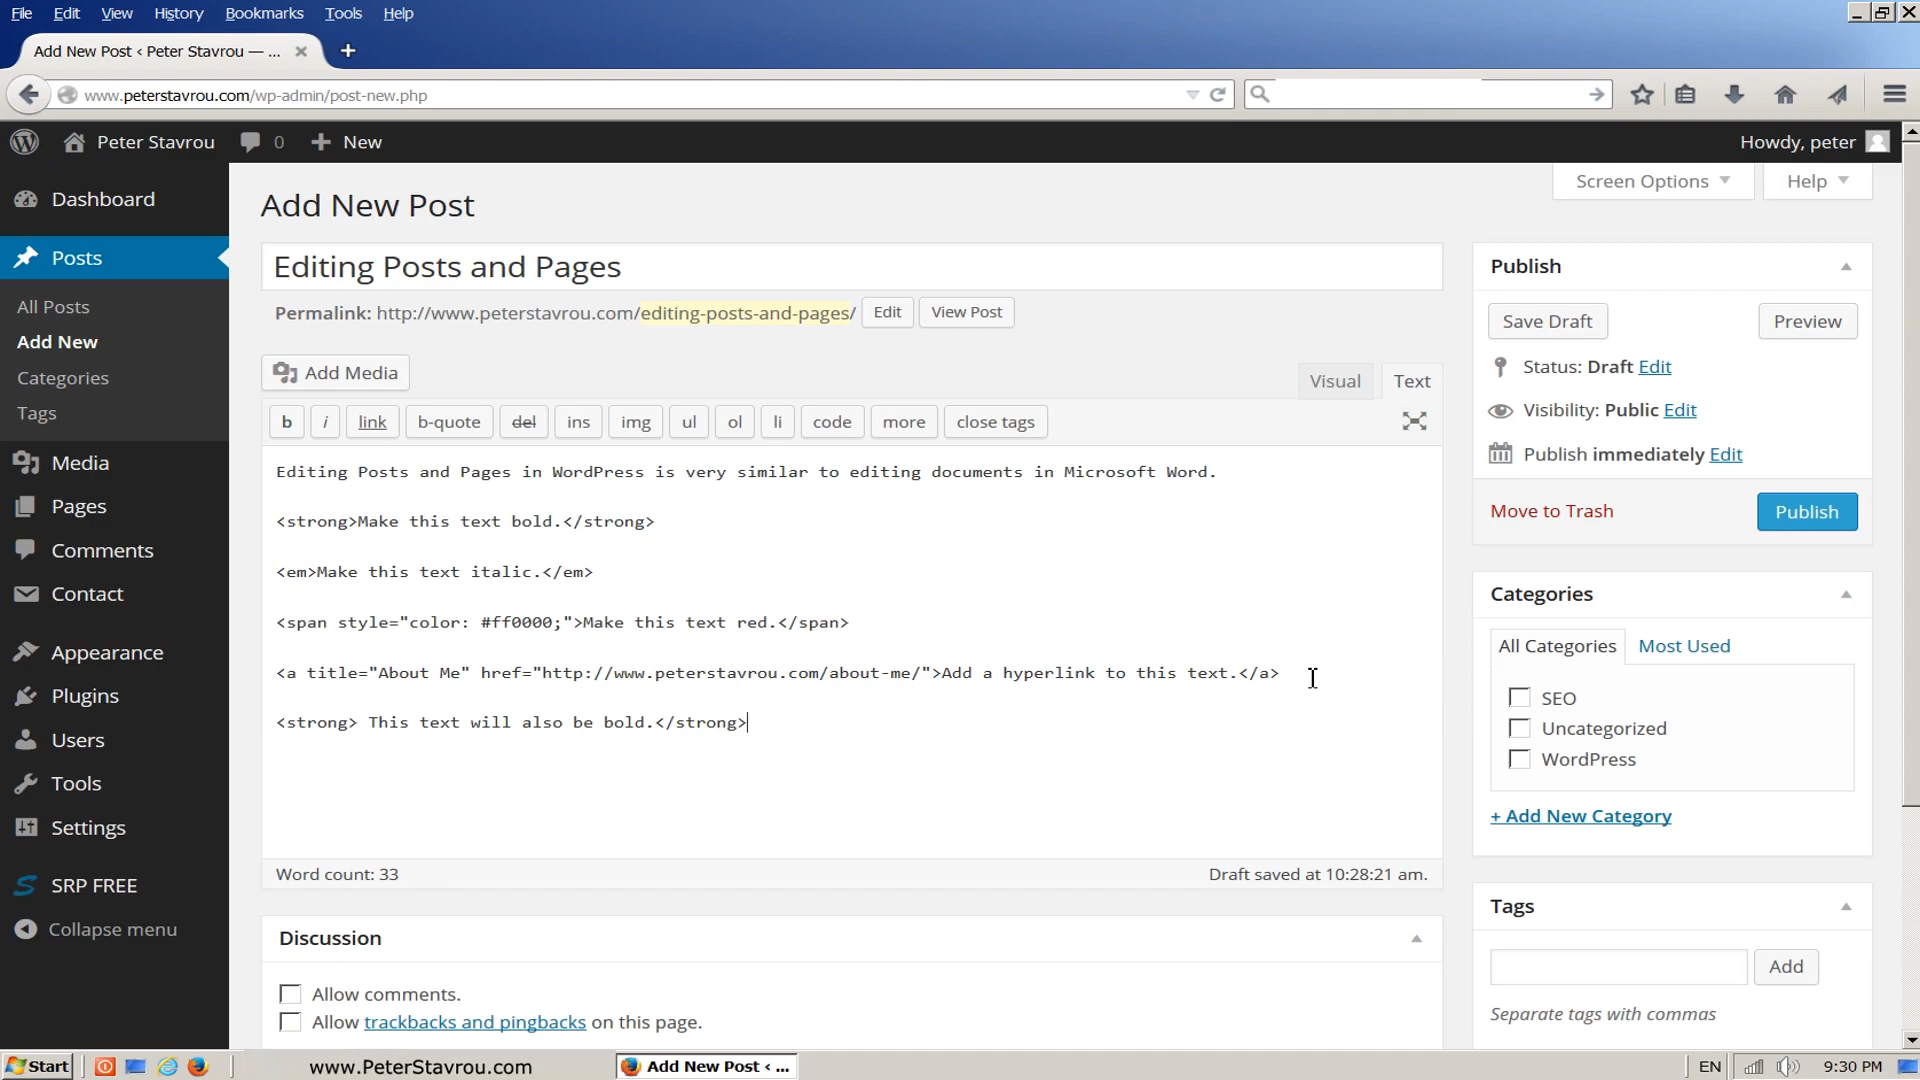 File Edit View History Bookmarks Tools Help
Add New Post ‹ Peter Stavrou — ...
www.peterstavrou.com/wp-admin/post-new.php
Peter Stavrou 0 New Howdy, peter
Screen Options Help
Dashboard
Posts
All Posts
Add New
Categories
Tags
Media
Pages
Comments
Contact
Appearance
Plugins
Users
Tools
Settings
SRP FREE
Collapse menu
Add New Post
Editing Posts and Pages
Permalink: http://www.peterstavrou.com/editing-posts-and-pages/ Edit View Post
Add Media
Visual Text
b i link b-quote del ins img ul ol li code more close tags
Editing Posts and Pages in WordPress is very similar to editing documents in Microsoft Word.
<strong>Make this text bold.</strong>
<em>Make this text italic.</em>
<span style="color: #ff0000;">Make this text red.</span>
<a title="About Me" href="http://www.peterstavrou.com/about-me/">Add a hyperlink to this text.</a>
<strong> This text will also be bold.</strong>
Word count: 33 Draft saved at 10:28:21 am.
Discussion
Allow comments.
Allow trackbacks and pingbacks on this page.
Publish
Save Draft Preview
Status: Draft Edit
Visibility: Public Edit
Publish immediately Edit
Move to Trash Publish
Categories
All Categories Most Used
SEO
Uncategorized
WordPress
+ Add New Category
Tags
Add
Separate tags with commas
Start www.PeterStavrou.com Add New Post ‹ ... EN 9:30 PM